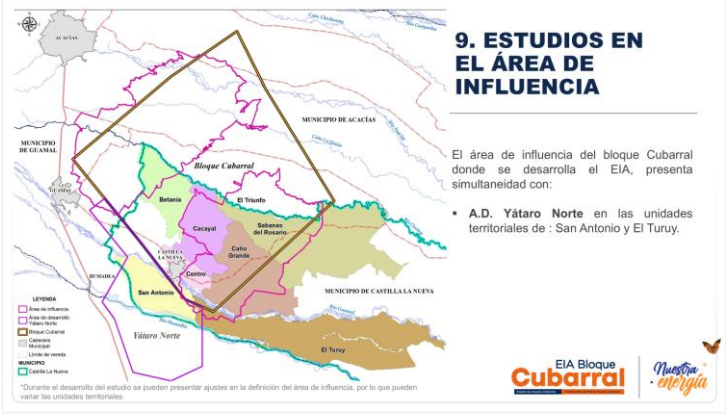 9. ESTUDIOS EN
EL ÁREA DE
INFLUENCIA
El área de influencia del bloque Cubarral
donde se desarrolla el EIA, presenta
simultaneidad con:
▪ A.D. Yátaro Norte en las unidades
territoriales de : San Antonio y El Turuy.
ACACÍAS
MUNICIPIO DE ACACÍAS
MUNICIPIO
DE GUAMAL
Bloque Cubarral
GUAMAL
Betania
El Triunfo
Cacayal
Sabanas
del Rosario
Caño
Grande
CASTILLA
LA NUEVA
Centro
HUMADEA
San Antonio
MUNICIPIO DE CASTILLA LA NUEVA
Yátaro Norte
El Turuy
LEYENDA
Área de influencia
Área de desarrollo
Yátaro Norte
Bloque Cubarral
Cabecera
Municipal
Límite de vereda
MUNICIPIO
Castilla La Nueva
*Durante el desarrollo del estudio se pueden presentar ajustes en la definición del área de influencia, por lo que pueden
variar las unidades territoriales.
EIA Bloque
Cubarral
Nuestra
energía